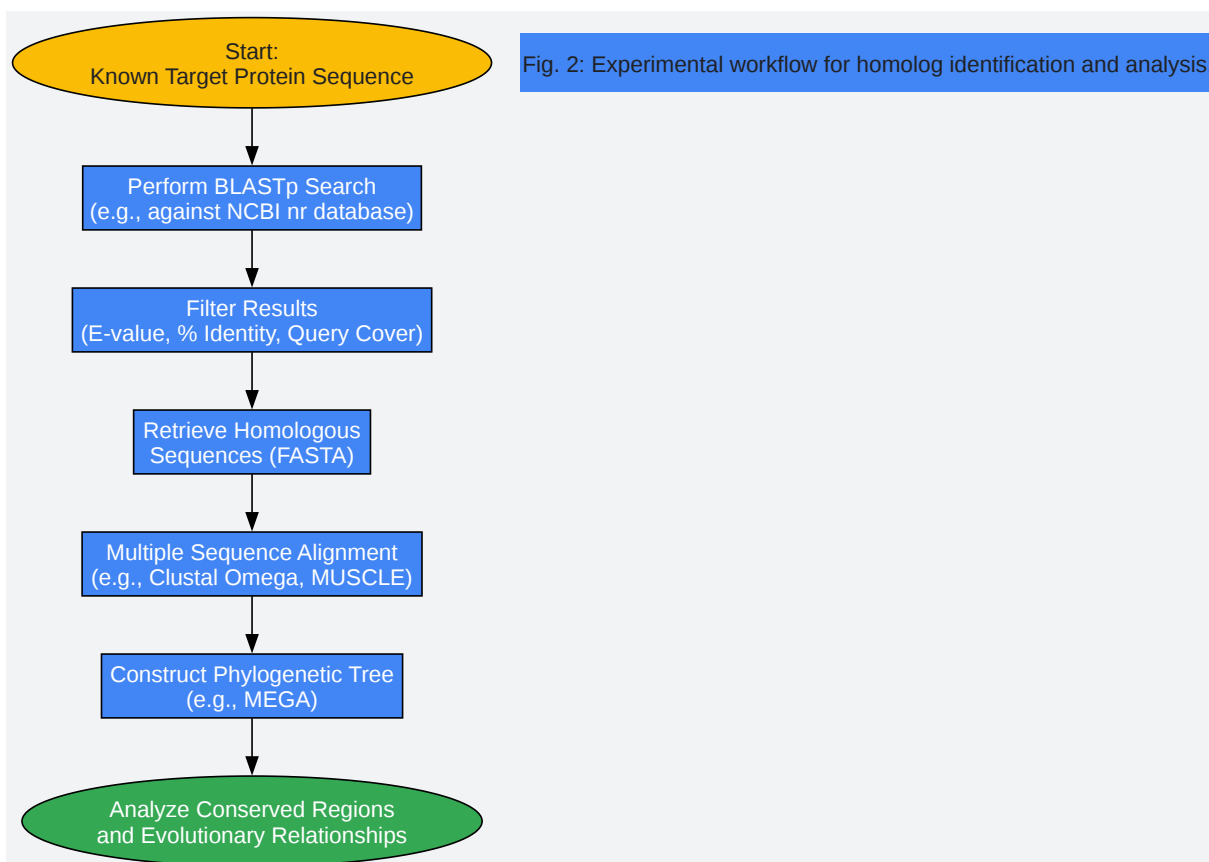 Start:
Known Target Protein Sequence
Fig. 2: Experimental workflow for homolog identification and analysis
Perform BLASTp Search
(e.g., against NCBI nr database)
Filter Results
(E-value, % Identity, Query Cover)
Retrieve Homologous
Sequences (FASTA)
Multiple Sequence Alignment
(e.g., Clustal Omega, MUSCLE)
Construct Phylogenetic Tree
(e.g., MEGA)
Analyze Conserved Regions
and Evolutionary Relationships